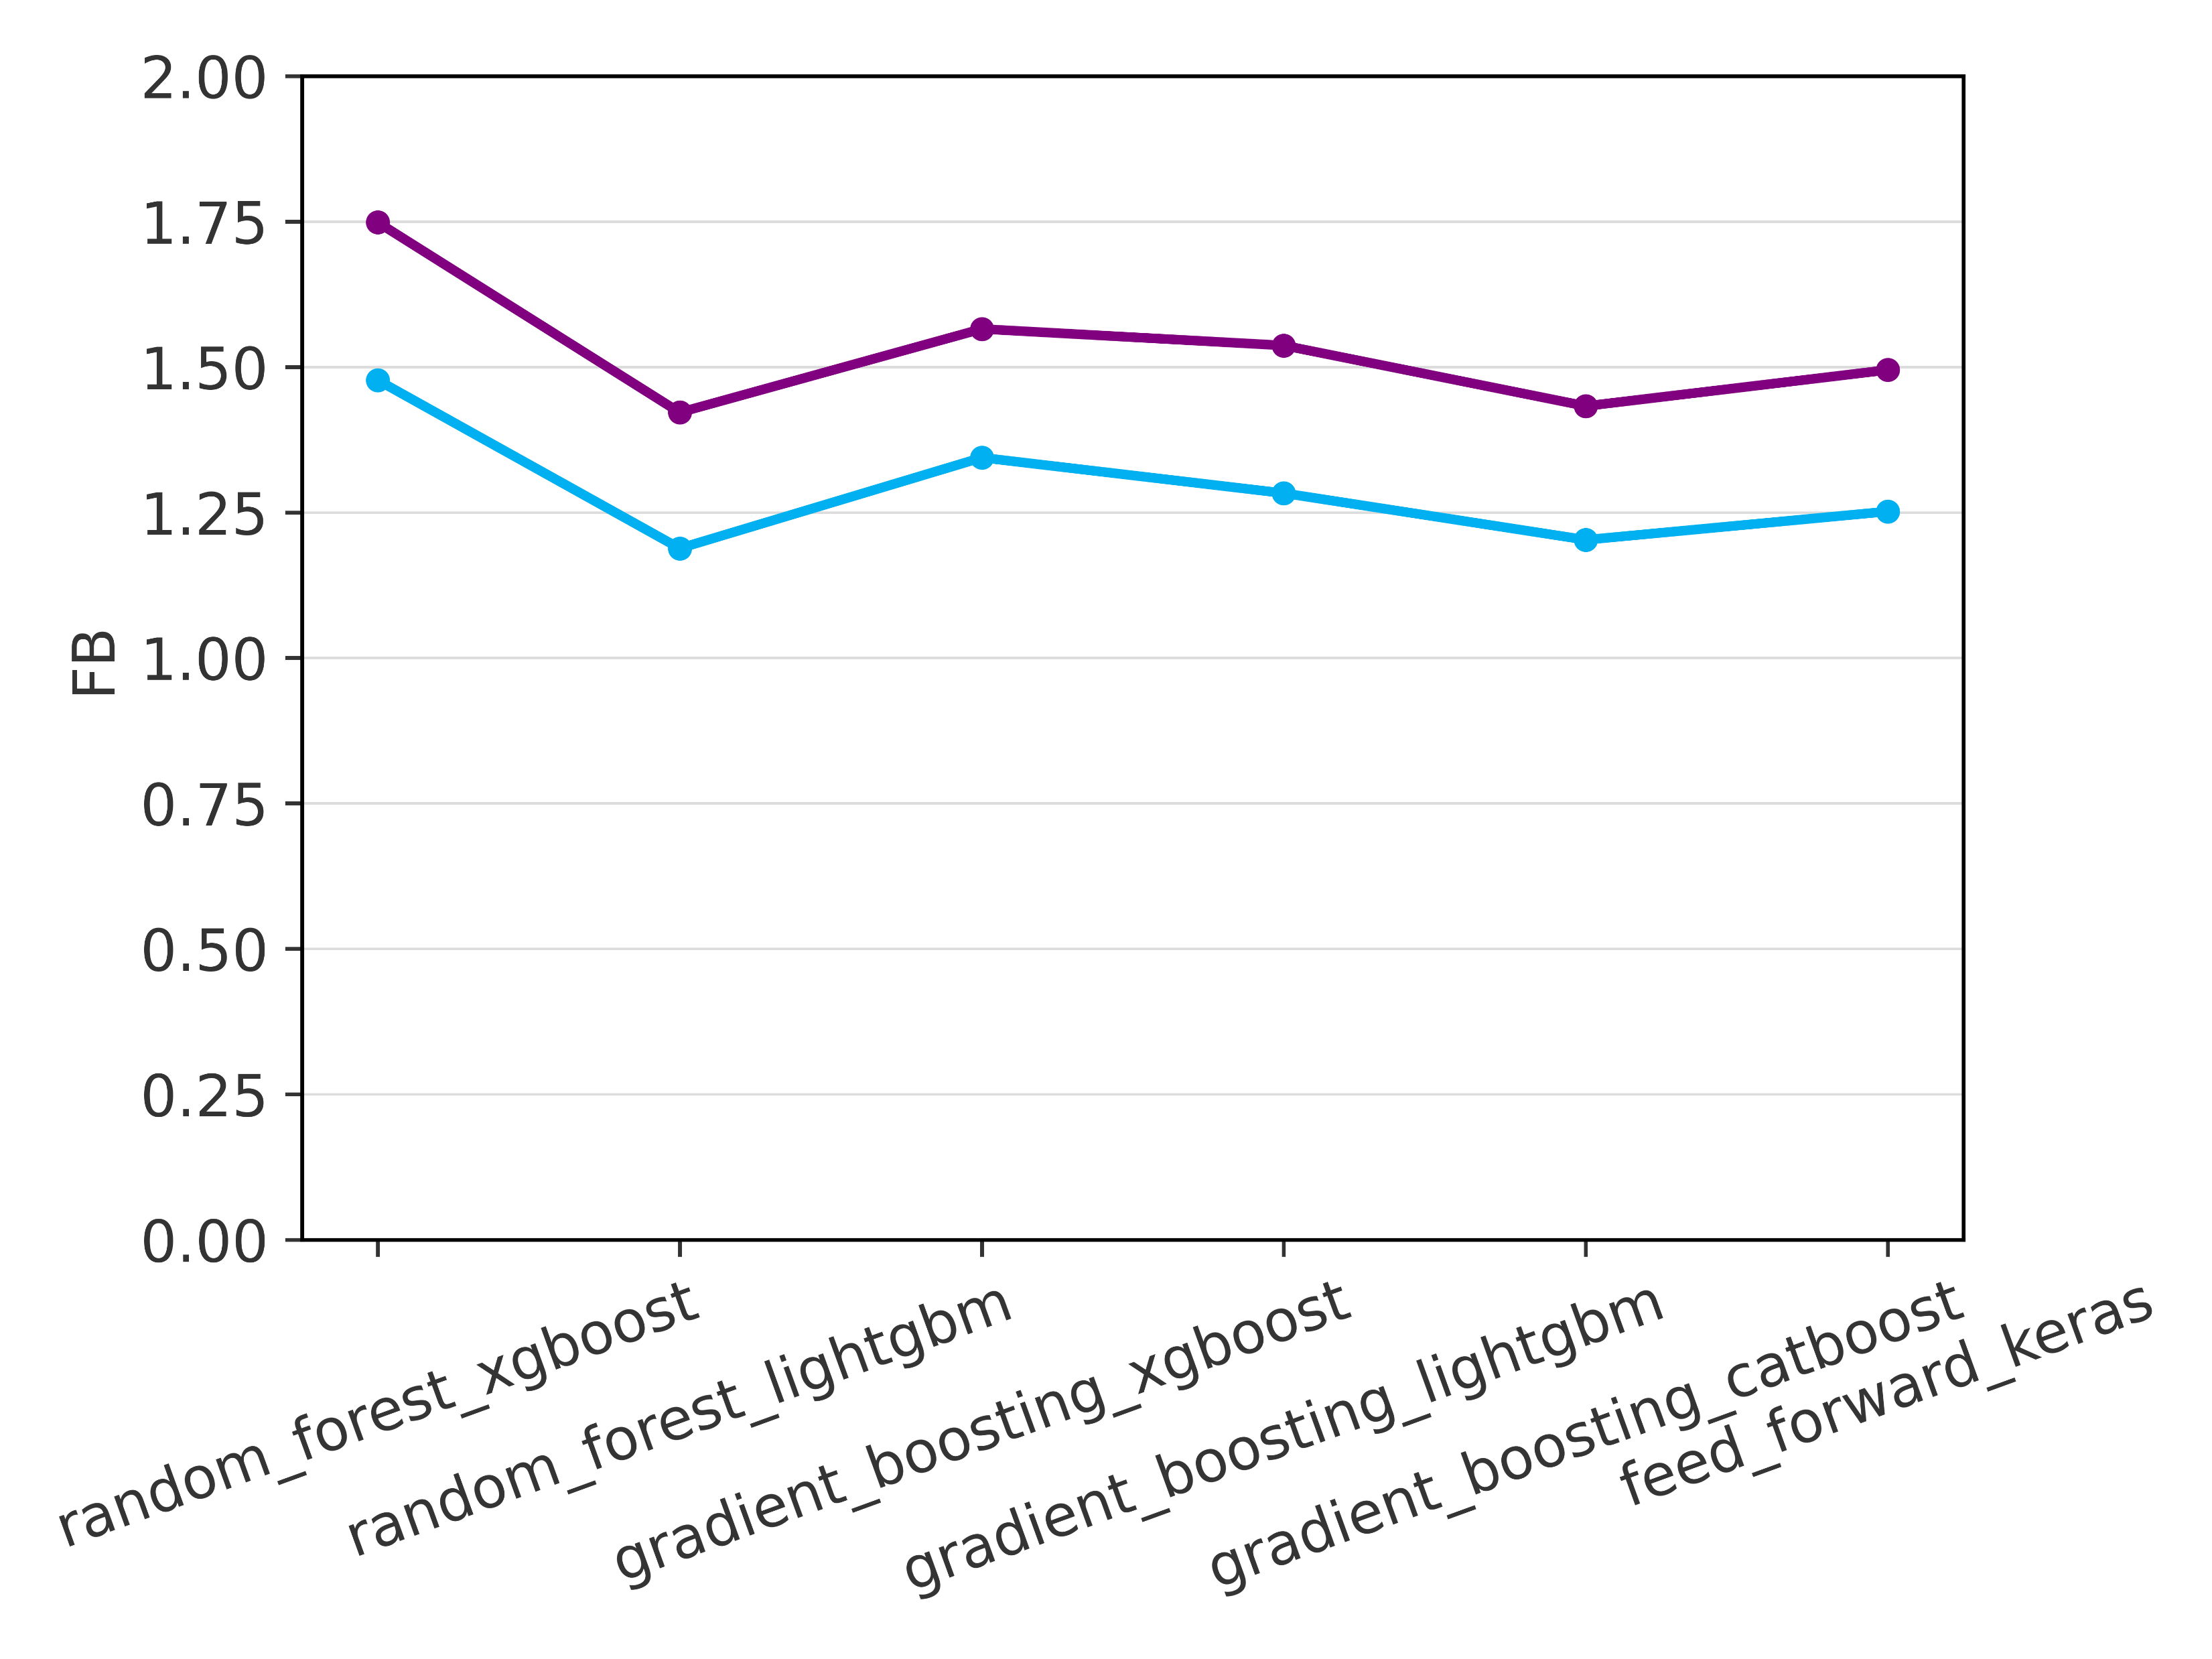 2.00
1.75
1.50
1.25
1.00
0.75
0.50
0.25
0.00
FB
random_forest_xgboost
random_forest_lightgbm
gradient_boosting_xgboost
gradient_boosting_lightgbm
gradient_boosting_catboost
feed_forward_keras